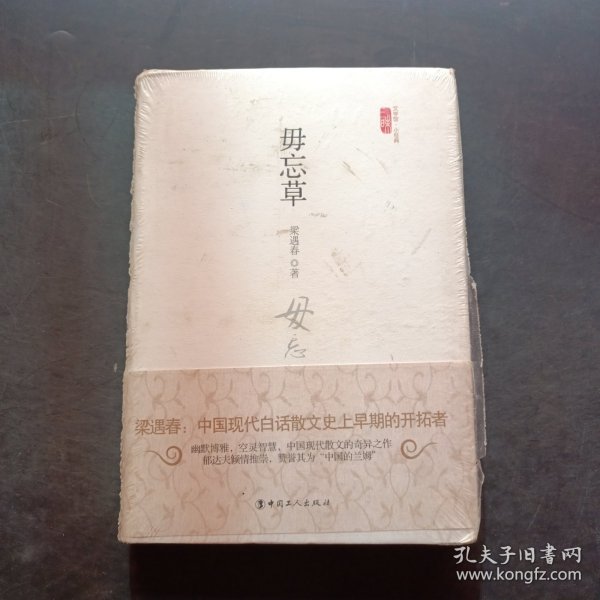 毋忘草
梁遇春◎著
毋忘
梁遇春：中国现代白话散文史上早期的开拓者
幽默博雅，空灵智慧，中国现代散文的奇异之作
郁达夫倾情推崇，赞誉其为“中国的兰姆”
中国工人出版社
孔夫子旧书网
www.kongfz.com